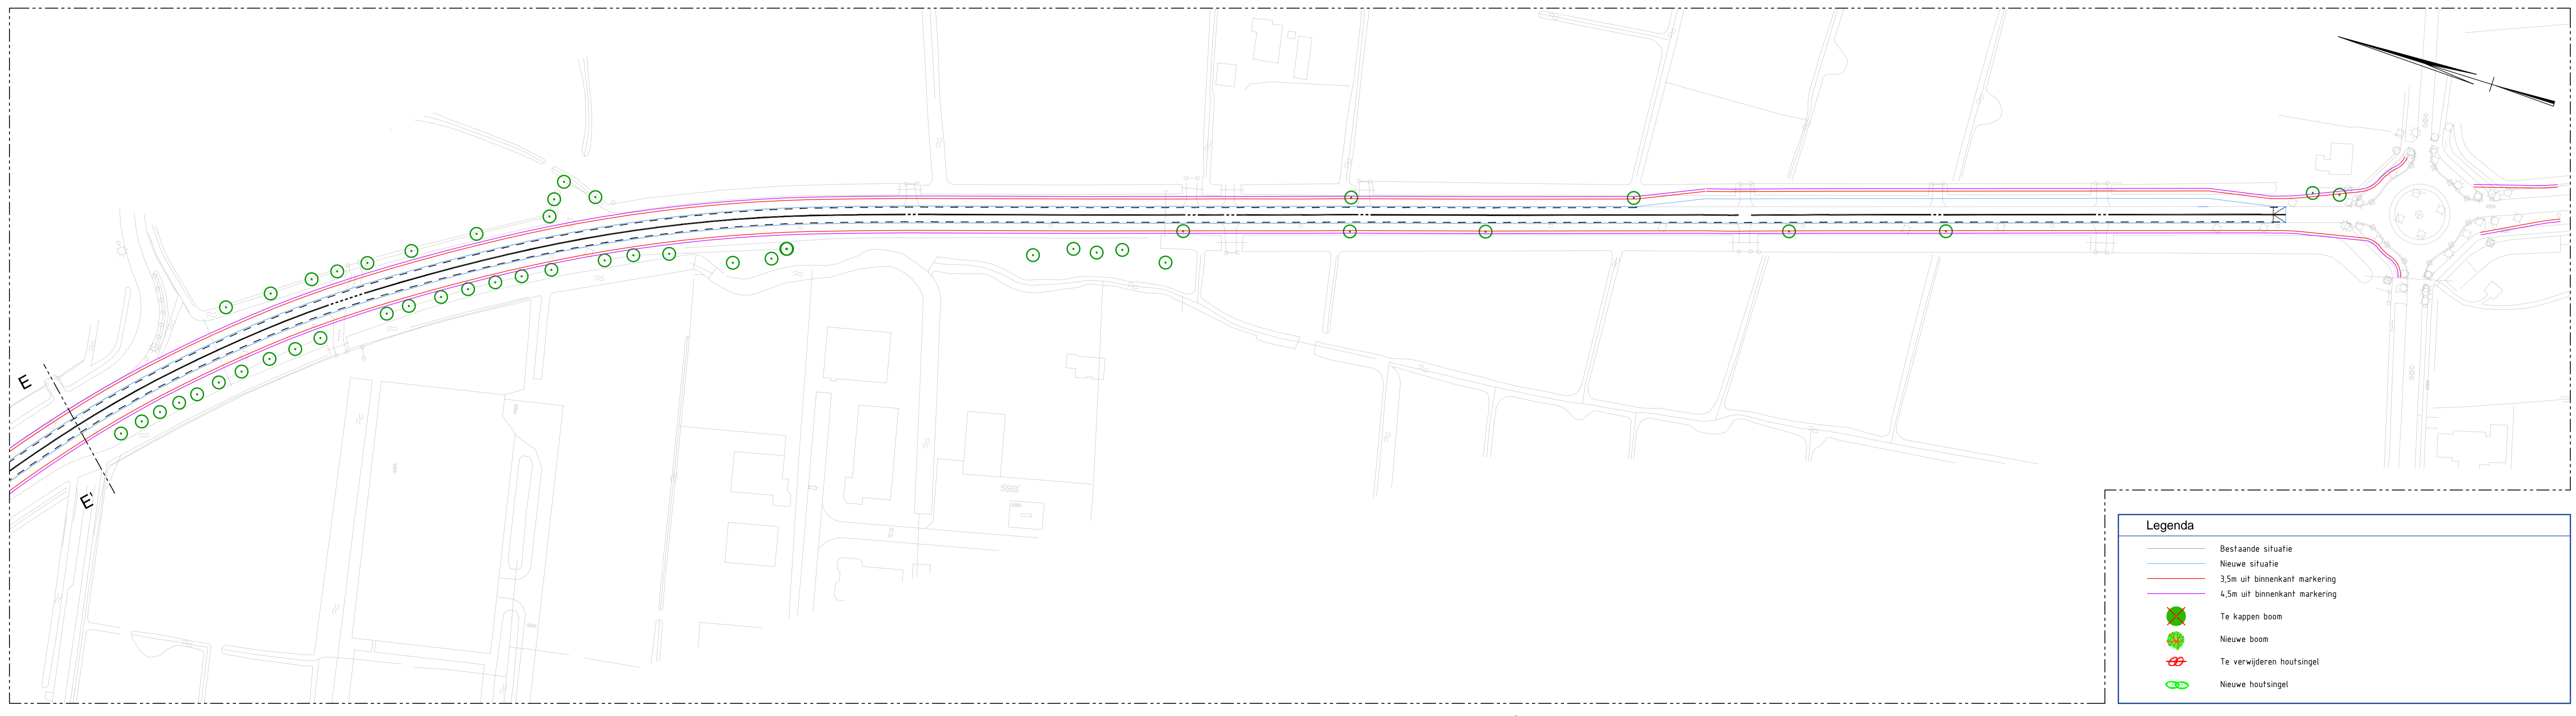 E
E'
Legenda
Bestaande situatie
Nieuwe situatie
3,5m uit binnenkant markering
4,5m uit binnenkant markering
Te kappen boom
Nieuwe boom
Te verwijderen houtsingel
Nieuwe houtsingel